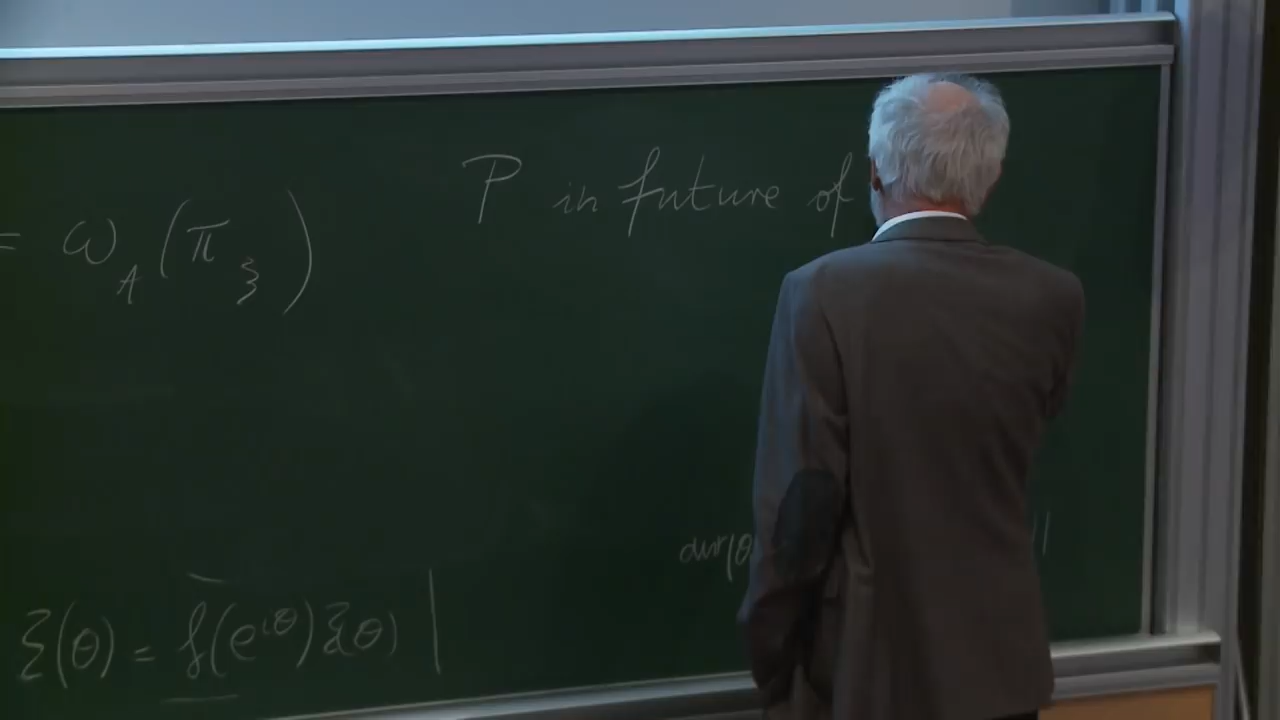 P in future of
= ω_A (π_ξ)
ξ(θ) = f(e^{iθ}) ξ(θ) |